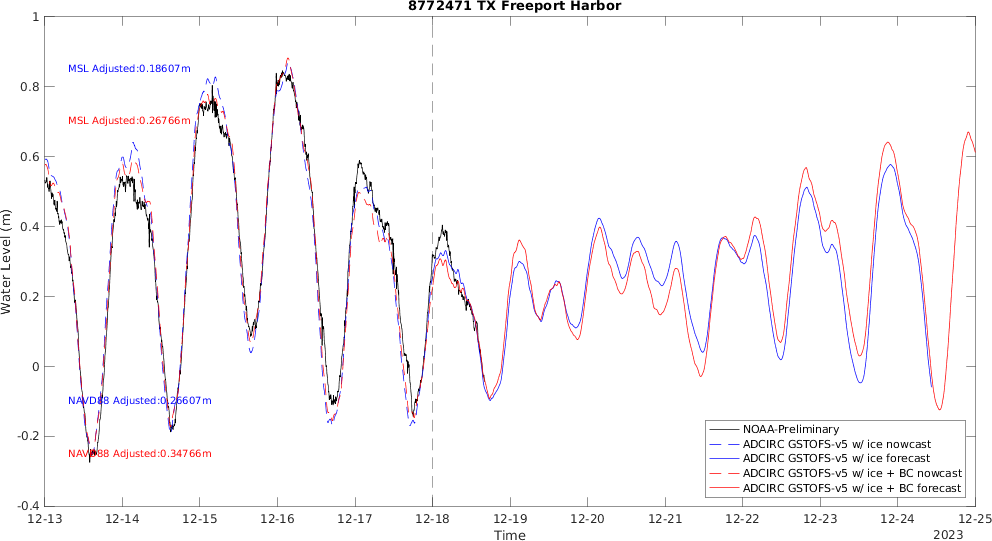 8772471 TX Freeport Harbor
Water Level (m)
1
0.8
0.6
0.4
0.2
0
-0.2
-0.4
MSL Adjusted:0.18607m
MSL Adjusted:0.26766m
NAVD88 Adjusted:0.26607m
NAVD88 Adjusted:0.34766m
NOAA-Preliminary
ADCIRC GSTOFS-v5 w/ ice nowcast
ADCIRC GSTOFS-v5 w/ ice forecast
ADCIRC GSTOFS-v5 w/ ice + BC nowcast
ADCIRC GSTOFS-v5 w/ ice + BC forecast
12-13 12-14 12-15 12-16 12-17 12-18 12-19 12-20 12-21 12-22 12-23 12-24 12-25
Time
2023